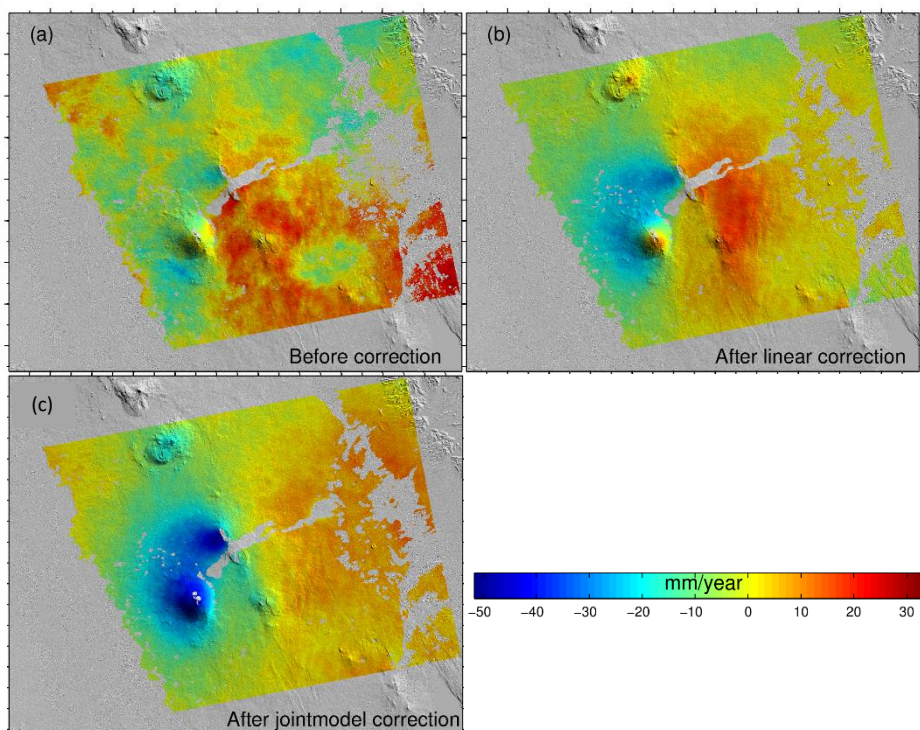 (a)
Before correction
(b)
After linear correction
(c)
After jointmodel correction
mm/year
−50 −40 −30 −20 −10 0 10 20 30